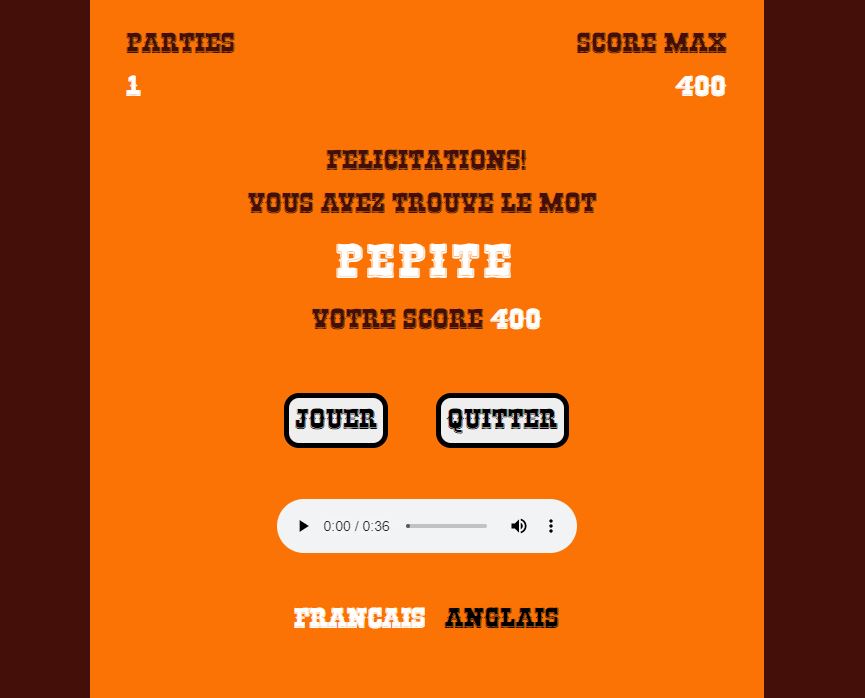 PARTIES SCORE MAX
1 400
FELICITATIONS!
VOUS AVEZ TROUVE LE MOT
PEPITE
VOTRE SCORE 400
JOUER QUITTER
0:00 / 0:36
FRANCAIS ANGLAIS